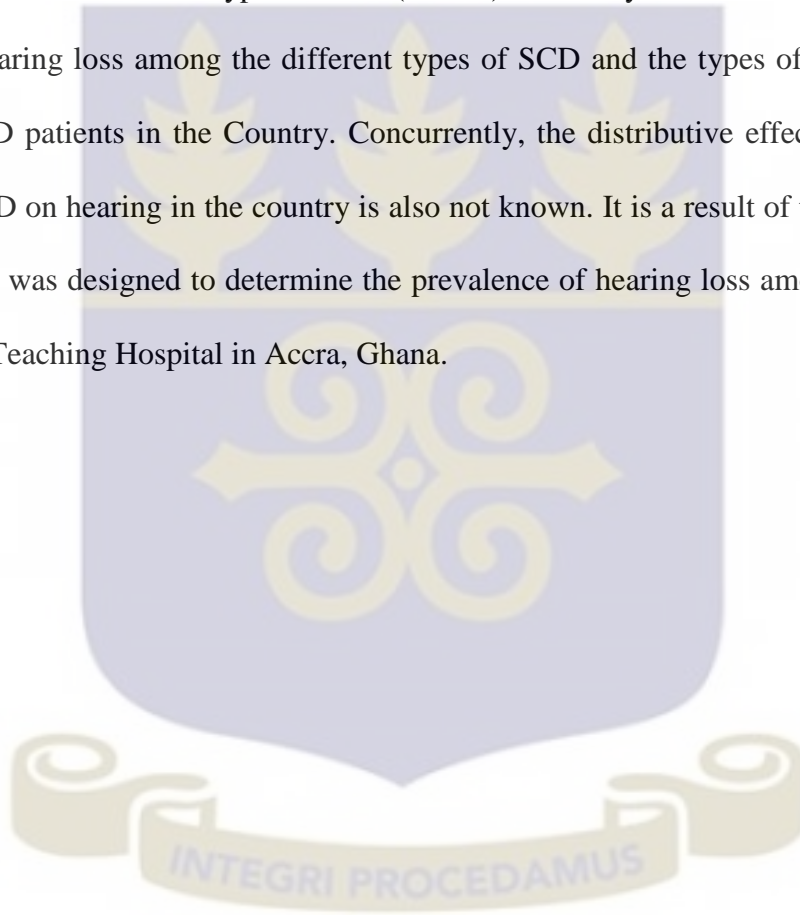 aring loss among the different types of SCD and the types of
D patients in the Country. Concurrently, the distributive effec
D on hearing in the country is also not known. It is a result of
was designed to determine the prevalence of hearing loss am
Teaching Hospital in Accra, Ghana.
INTEGRI PROCEDAMUS